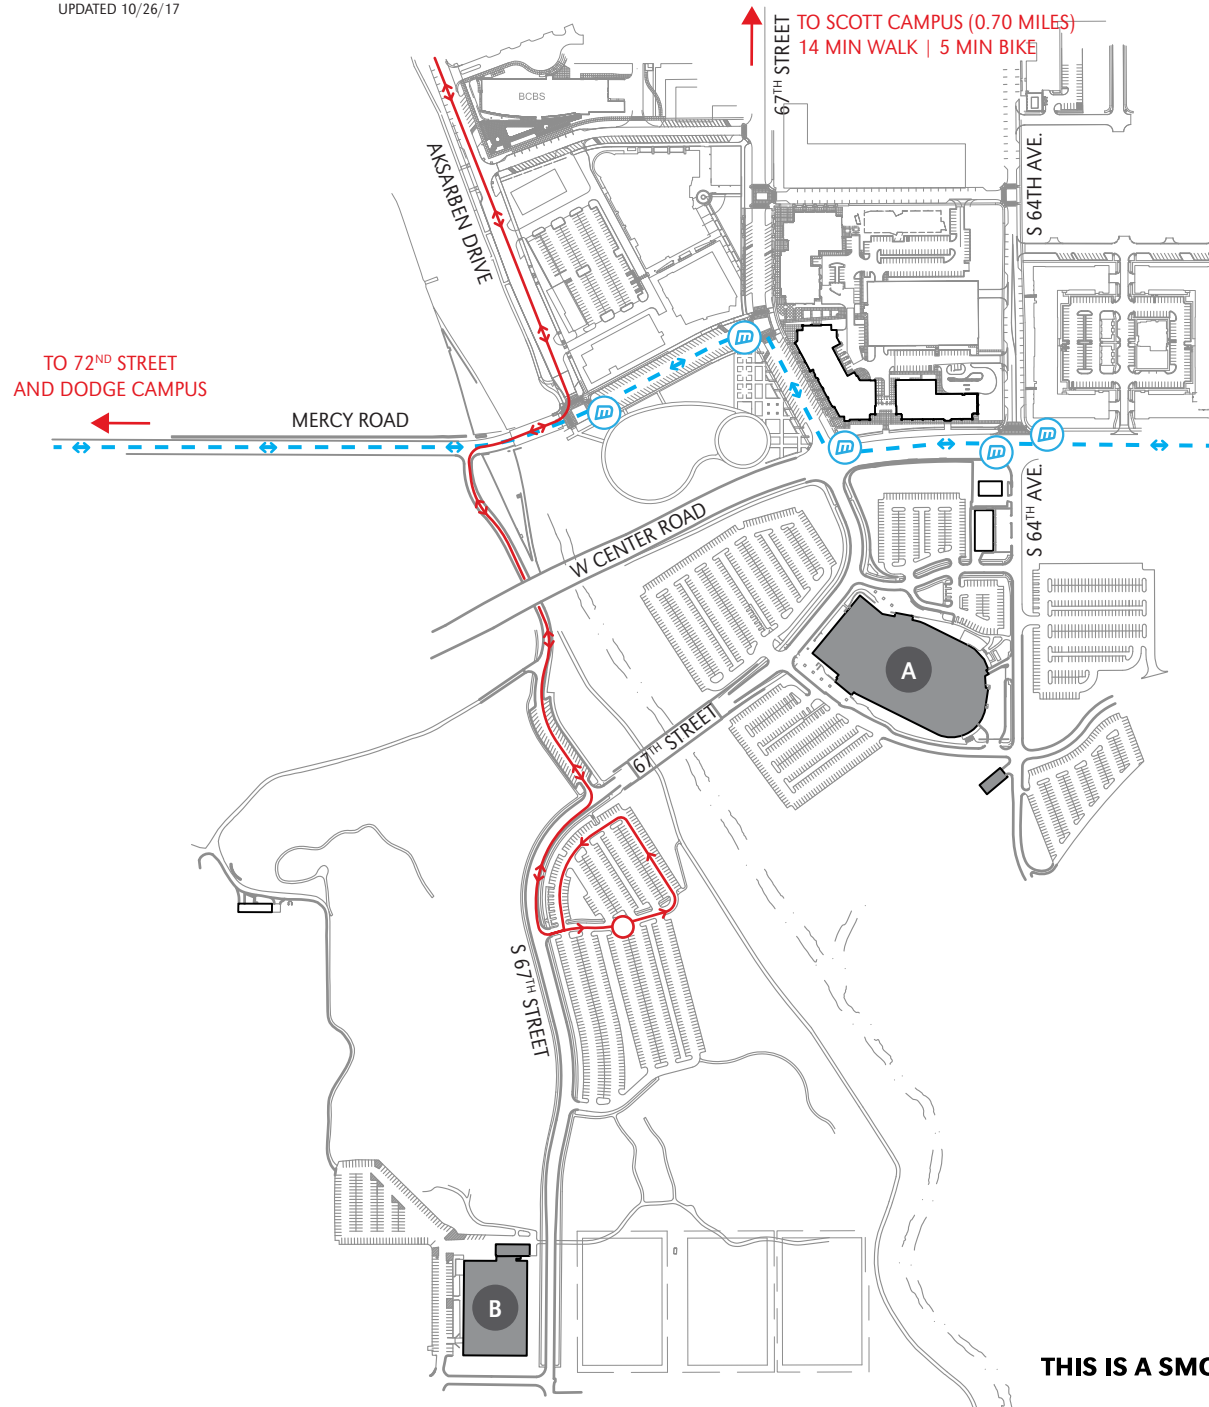 UPDATED 10/26/17
TO SCOTT CAMPUS (0.70 MILES)
14 MIN WALK | 5 MIN BIKE
67TH STREET
BCBS
S 64TH AVE.
AKSARBEN DRIVE
TO 72ND STREET
AND DODGE CAMPUS
MERCY ROAD
m
m
m
m
m
S 64TH AVE.
W CENTER ROAD
A
67TH STREET
S 67TH STREET
B
THIS IS A SMO